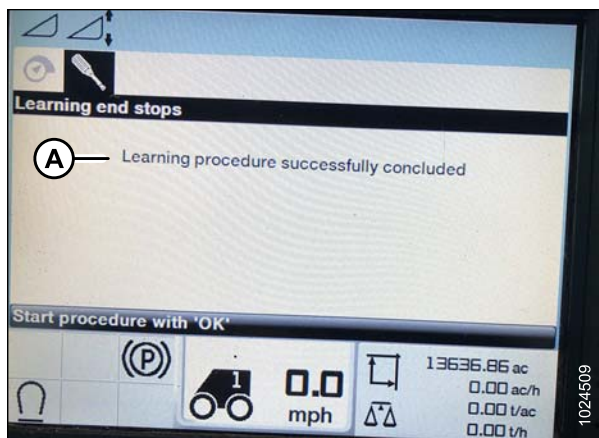 Learning end stops
A
Learning procedure successfully concluded
Start procedure with 'OK'
(P)
1
0.0
mph
13636.86 ac
0.00 ac/h
0.00 t/ac
0.00 t/h
1024509